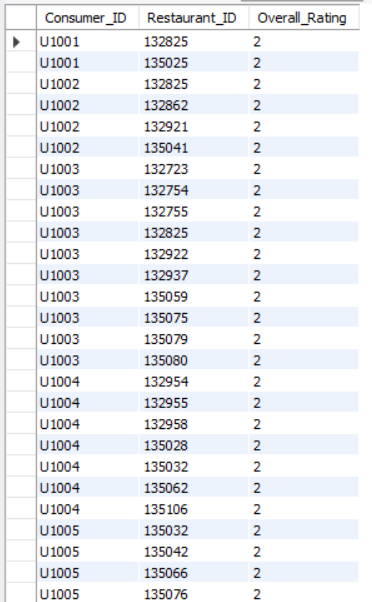 Consumer_ID Restaurant_ID Overall_Rating
U1001 132825 2
U1001 135025 2
U1002 132825 2
U1002 132862 2
U1002 132921 2
U1002 135041 2
U1003 132723 2
U1003 132754 2
U1003 132755 2
U1003 132825 2
U1003 132922 2
U1003 132937 2
U1003 135059 2
U1003 135075 2
U1003 135079 2
U1003 135080 2
U1004 132954 2
U1004 132955 2
U1004 132958 2
U1004 135028 2
U1004 135032 2
U1004 135062 2
U1004 135106 2
U1005 135032 2
U1005 135042 2
U1005 135066 2
U1005 135076 2